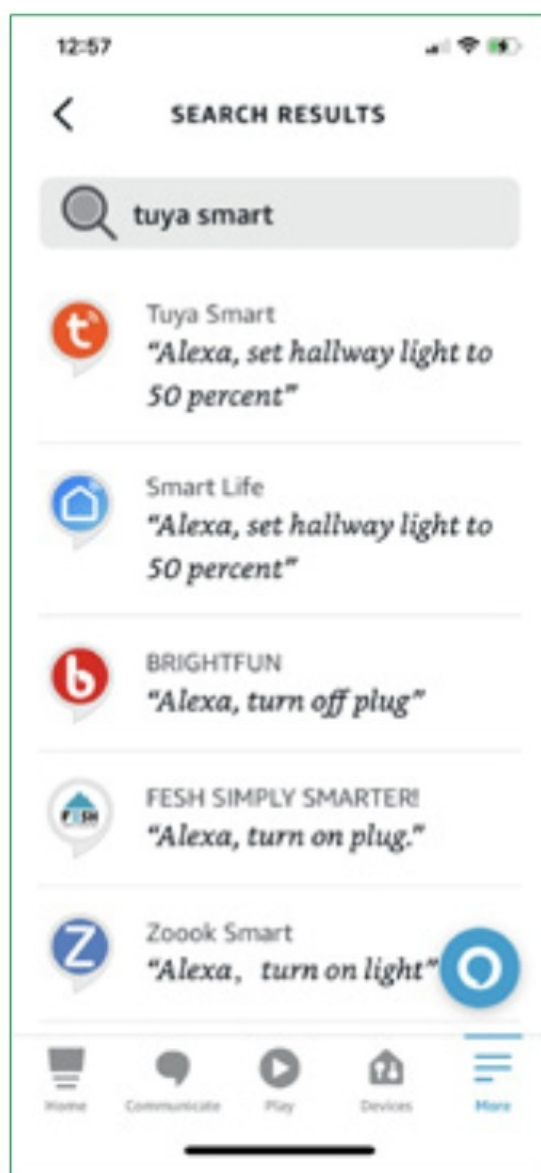 12:57
SEARCH RESULTS
tuya smart
Tuya Smart
“Alexa, set hallway light to
50 percent”
Smart Life
“Alexa, set hallway light to
50 percent”
BRIGHTFUN
“Alexa, turn off plug”
FESH
FESH SIMPLY SMARTER!
“Alexa, turn on plug.”
Zoook Smart
“Alexa, turn on light”
Home Communicate Play Devices More